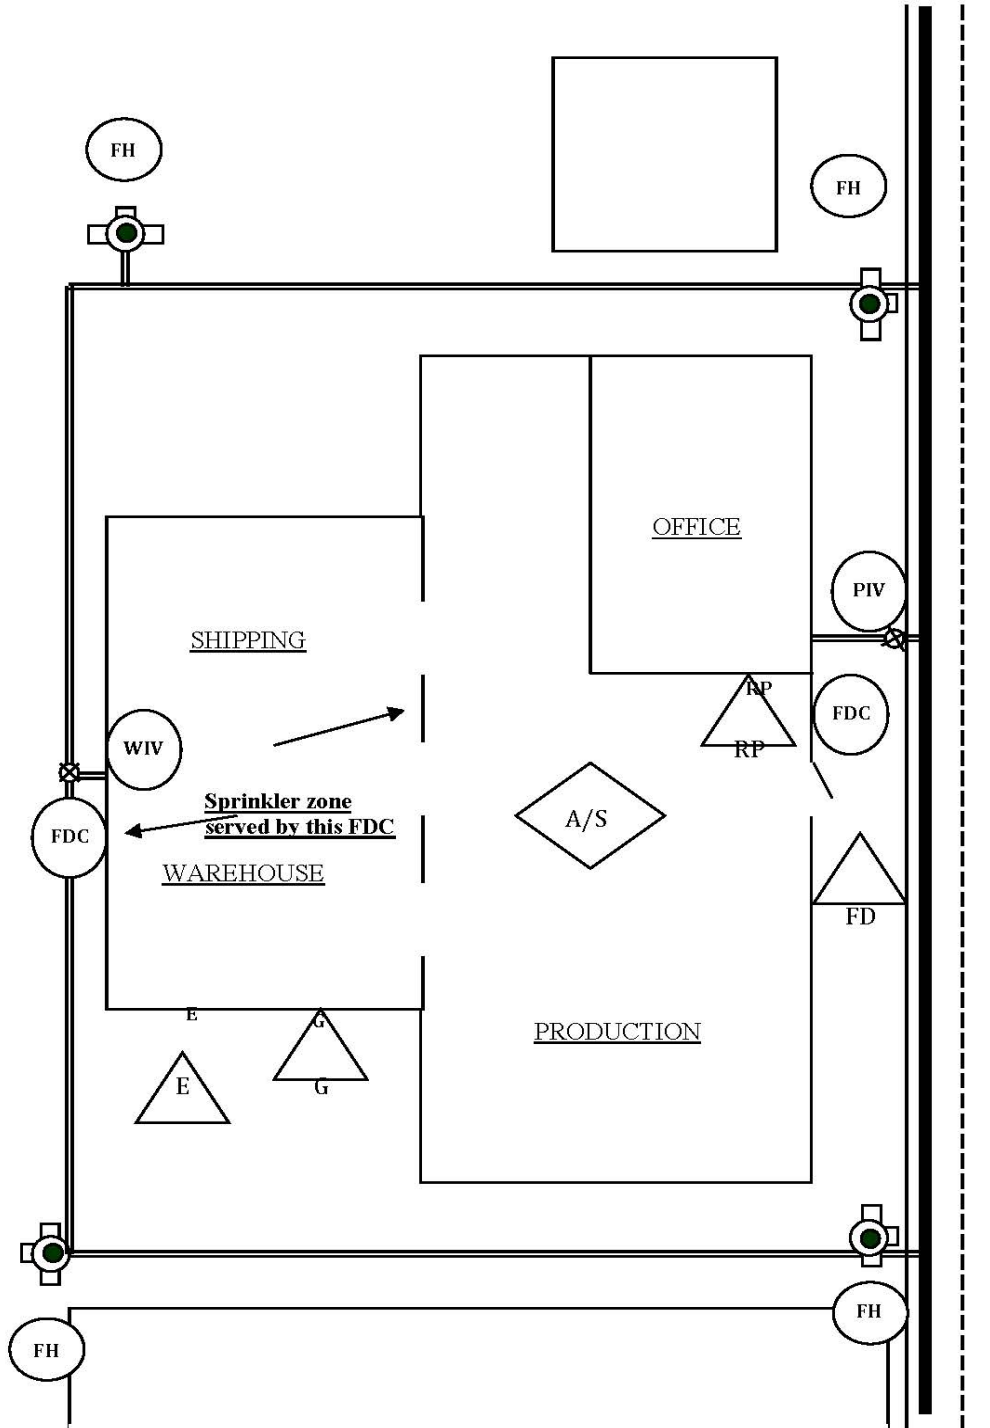 FH
FH
OFFICE
PIV
SHIPPING
RP
FDC
RP
WIV
Sprinkler zone
served by this FDC
A/S
FDC
WAREHOUSE
FD
E
G
PRODUCTION
E
G
FH
FH